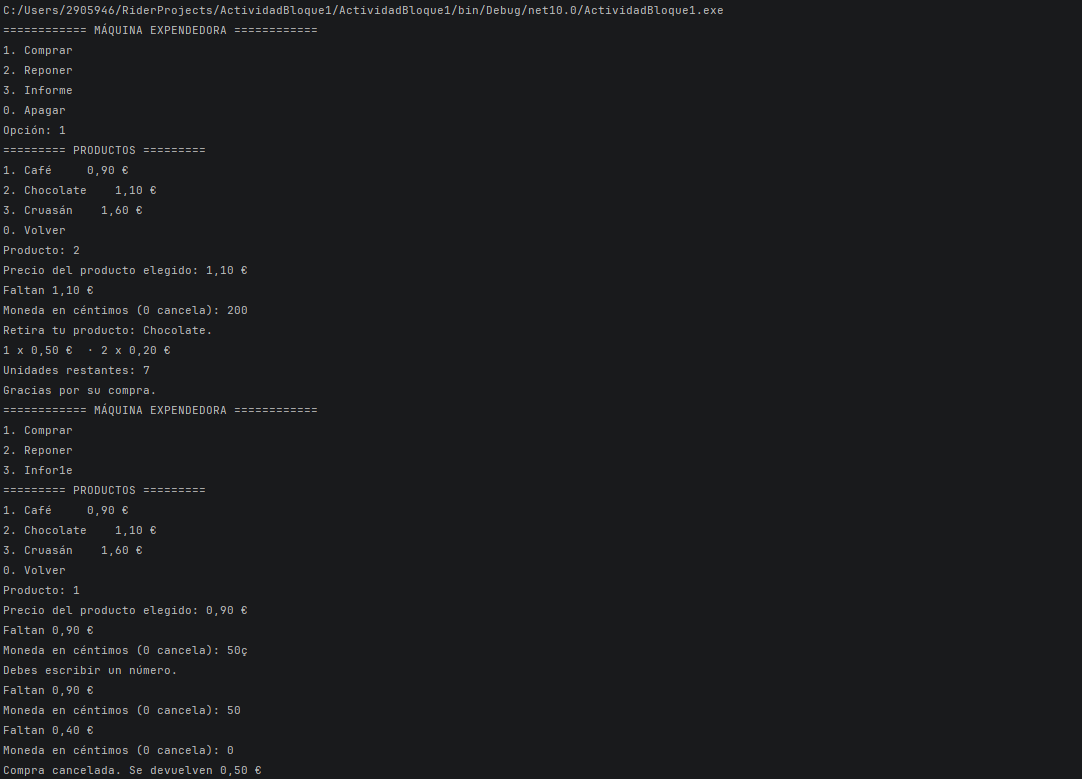 C:/Users/2905946/RiderProjects/ActividadBloque1/ActividadBloque1/bin/Debug/net10.0/ActividadBloque1.exe
============ MÁQUINA EXPENDEDORA ============
1. Comprar
2. Reponer
3. Informe
0. Apagar
Opción: 1
========= PRODUCTOS =========
1. Café     0,90 €
2. Chocolate    1,10 €
3. Cruasán    1,60 €
0. Volver
Producto: 2
Precio del producto elegido: 1,10 €
Faltan 1,10 €
Moneda en céntimos (0 cancela): 200
Retira tu producto: Chocolate.
1 x 0,50 €  · 2 x 0,20 €
Unidades restantes: 7
Gracias por su compra.
============ MÁQUINA EXPENDEDORA ============
1. Comprar
2. Reponer
3. Infor1e
========= PRODUCTOS =========
1. Café     0,90 €
2. Chocolate    1,10 €
3. Cruasán    1,60 €
0. Volver
Producto: 1
Precio del producto elegido: 0,90 €
Faltan 0,90 €
Moneda en céntimos (0 cancela): 50ç
Debes escribir un número.
Faltan 0,90 €
Moneda en céntimos (0 cancela): 50
Faltan 0,40 €
Moneda en céntimos (0 cancela): 0
Compra cancelada. Se devuelven 0,50 €